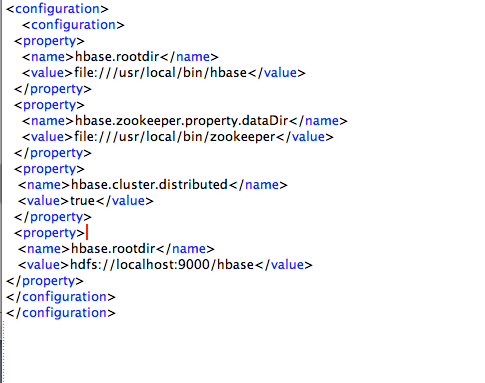 <configuration>
<configuration>
<property>
<name>hbase.rootdir</name>
<value>file:///usr/local/bin/hbase</value>
</property>
<property>
<name>hbase.zookeeper.property.dataDir</name>
<value>file:///usr/local/bin/zookeeper</value>
</property>
<property>
<name>hbase.cluster.distributed</name>
<value>true</value>
</property>
<property>
<name>hbase.rootdir</name>
<value>hdfs://localhost:9000/hbase</value>
</property>
</configuration>
</configuration>